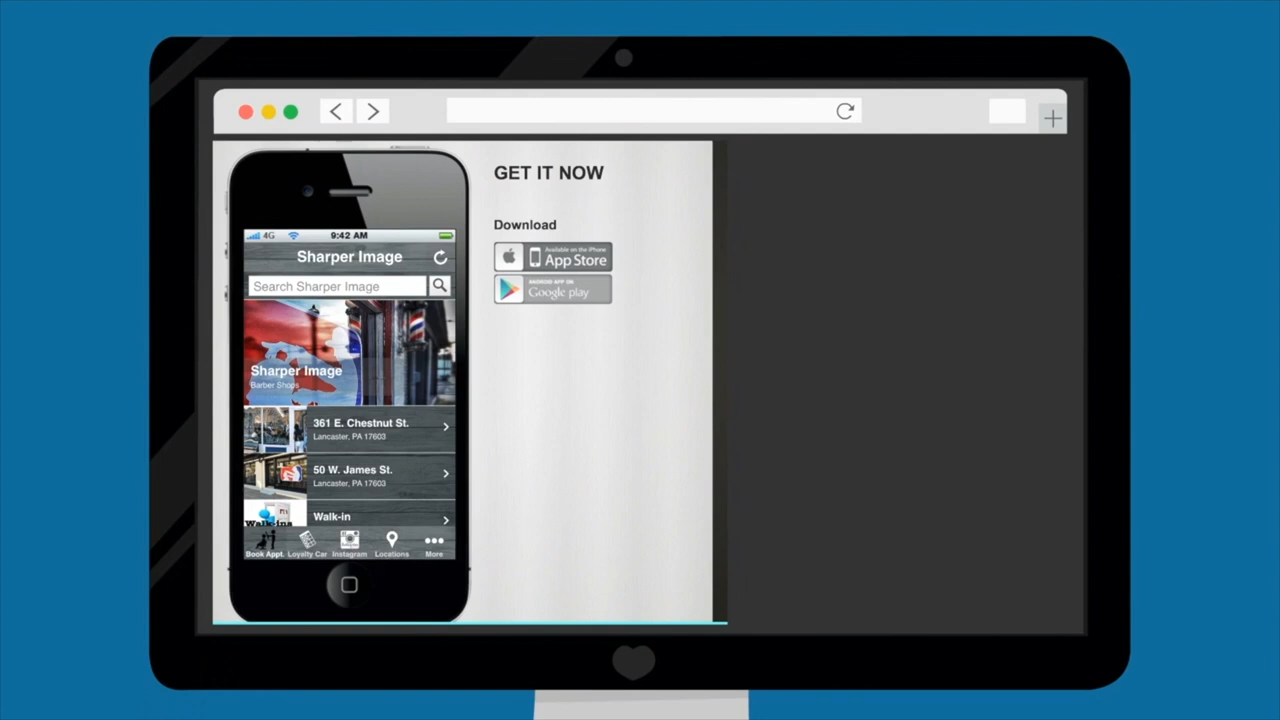 GET IT NOW
Download
Available on the iPhone
App Store
ANDROID APP ON
Google play
4G 9:42 AM
Sharper Image
Search Sharper Image
Sharper Image
Barber Shops
361 E. Chestnut St.
Lancaster, PA 17603
50 W. James St.
Lancaster, PA 17603
Walk-in
Walk-ins
Book Appt. Loyalty Car Instagram Locations More